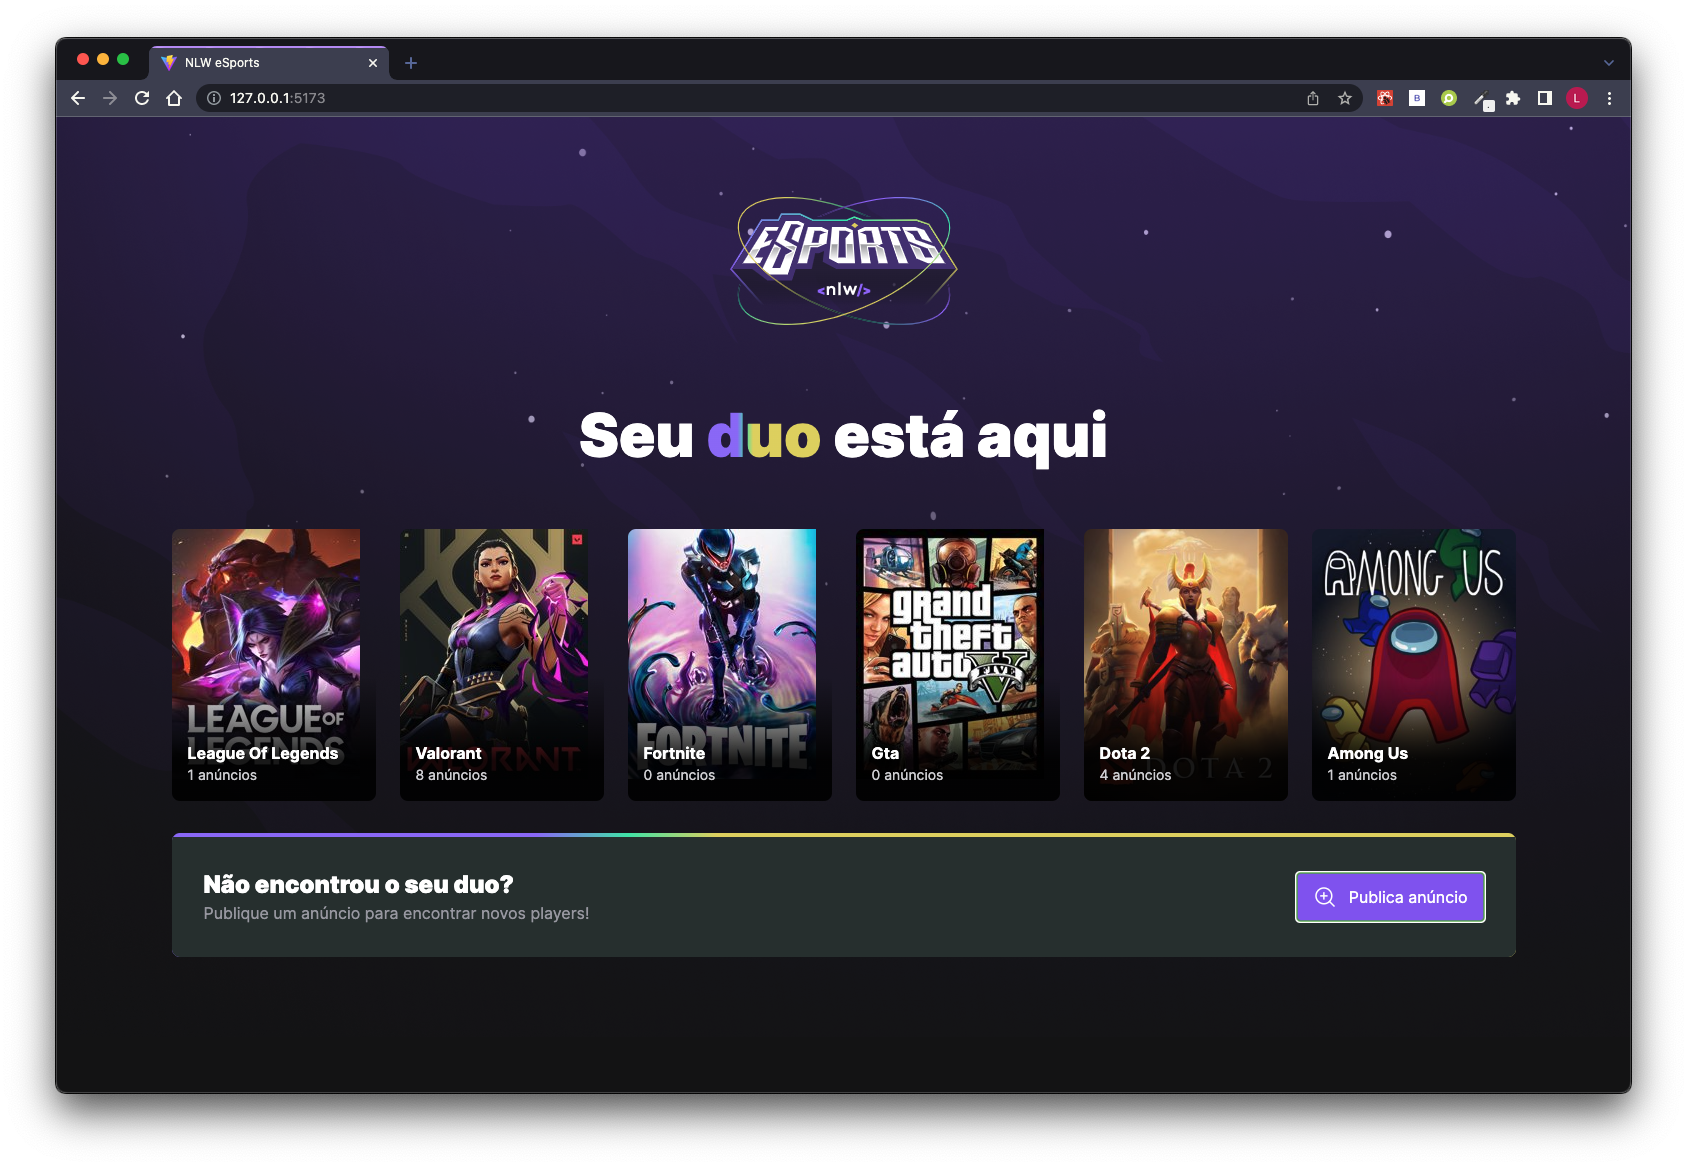 NLW eSports
127.0.0.1:5173
B
L
eSPORTS
<nlw/>
Seu duo está aqui
LEAGUE OF
LEGENDS
League Of Legends
1 anúncios
VALORANT
Valorant
8 anúncios
FORTNITE
Fortnite
0 anúncios
grand
theft
auto
V
FIVE
Gta
0 anúncios
DOTA 2
Dota 2
4 anúncios
AMONG US
Among Us
1 anúncios
Não encontrou o seu duo?
Publique um anúncio para encontrar novos players!
Publica anúncio